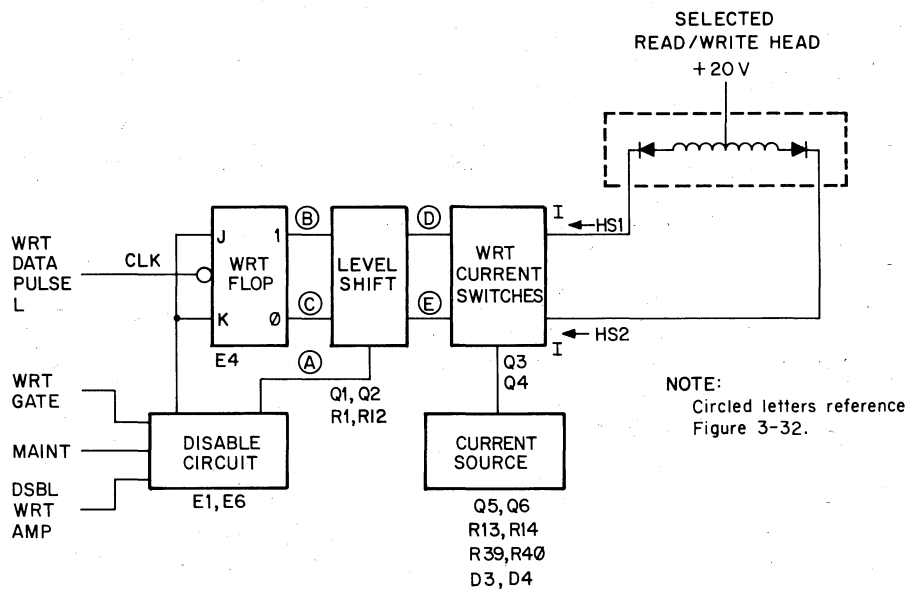 SELECTED
READ/WRITE HEAD
+20V
WRT
DATA
PULSE
L
CLK
J
1
WRT
FLOP
K
0
E4
B
C
A
LEVEL
SHIFT
Q1, Q2
R1, R12
D
E
WRT
CURRENT
SWITCHES
I
HS1
HS2
I
Q3
Q4
WRT
GATE
MAINT
DSBL
WRT
AMP
DISABLE
CIRCUIT
E1, E6
CURRENT
SOURCE
Q5, Q6
R13, R14
R39, R40
D3, D4
NOTE:
Circled letters reference
Figure 3-32.